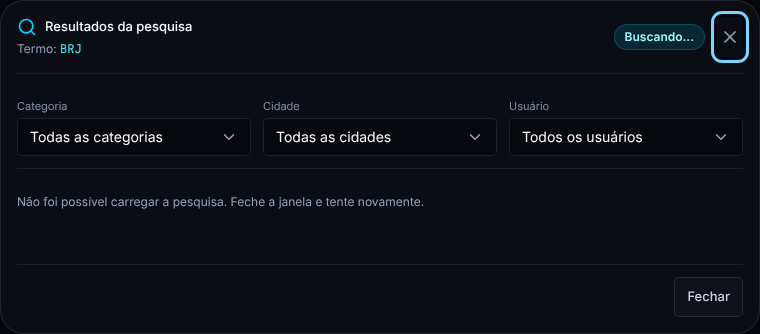 Resultados da pesquisa
Termo: BRJ
Buscando...
Categoria
Cidade
Usuário
Todas as categorias
Todas as cidades
Todos os usuários
Não foi possível carregar a pesquisa. Feche a janela e tente novamente.
Fechar